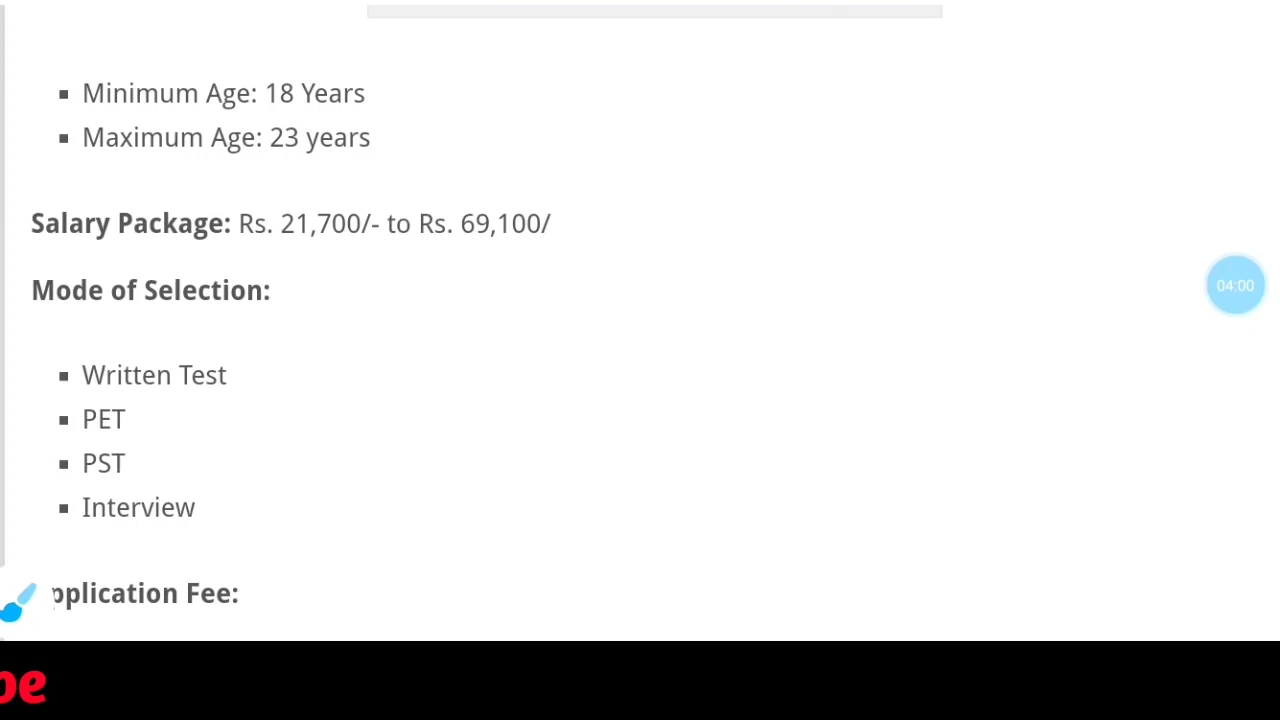 Minimum Age: 18 Years
Maximum Age: 23 years
Salary Package: Rs. 21,700/- to Rs. 69,100/
Mode of Selection:
04:00
Written Test
PET
PST
Interview
pplication Fee:
be